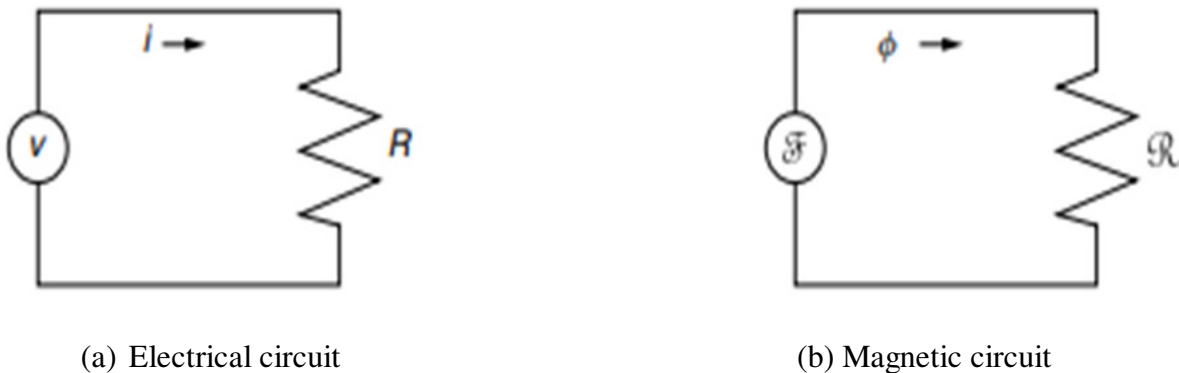 i → ϕ →
v R ℱ ℛ
(a) Electrical circuit (b) Magnetic circuit